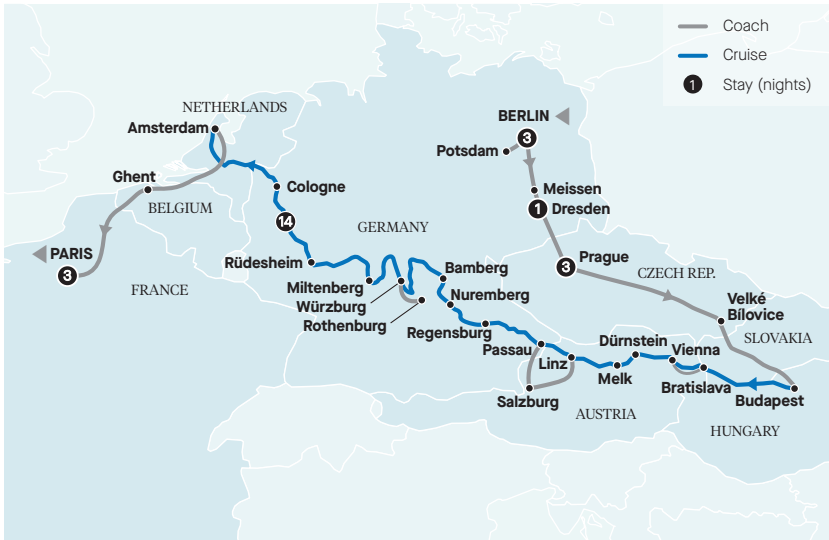 Coach
Cruise
1 Stay (nights)
NETHERLANDS
BERLIN
Amsterdam
3
Potsdam
Ghent
Cologne
Meissen
BELGIUM
1 Dresden
14
GERMANY
PARIS
Rüdesheim
3
Prague
3
Bamberg
CZECH REP.
FRANCE
Miltenberg
Nuremberg
Velké
Bílovice
Würzburg
Rothenburg
Regensburg
SLOVAKIA
Dürnstein
Passau
Vienna
Linz
Melk
Bratislava
Budapest
Salzburg
AUSTRIA
HUNGARY